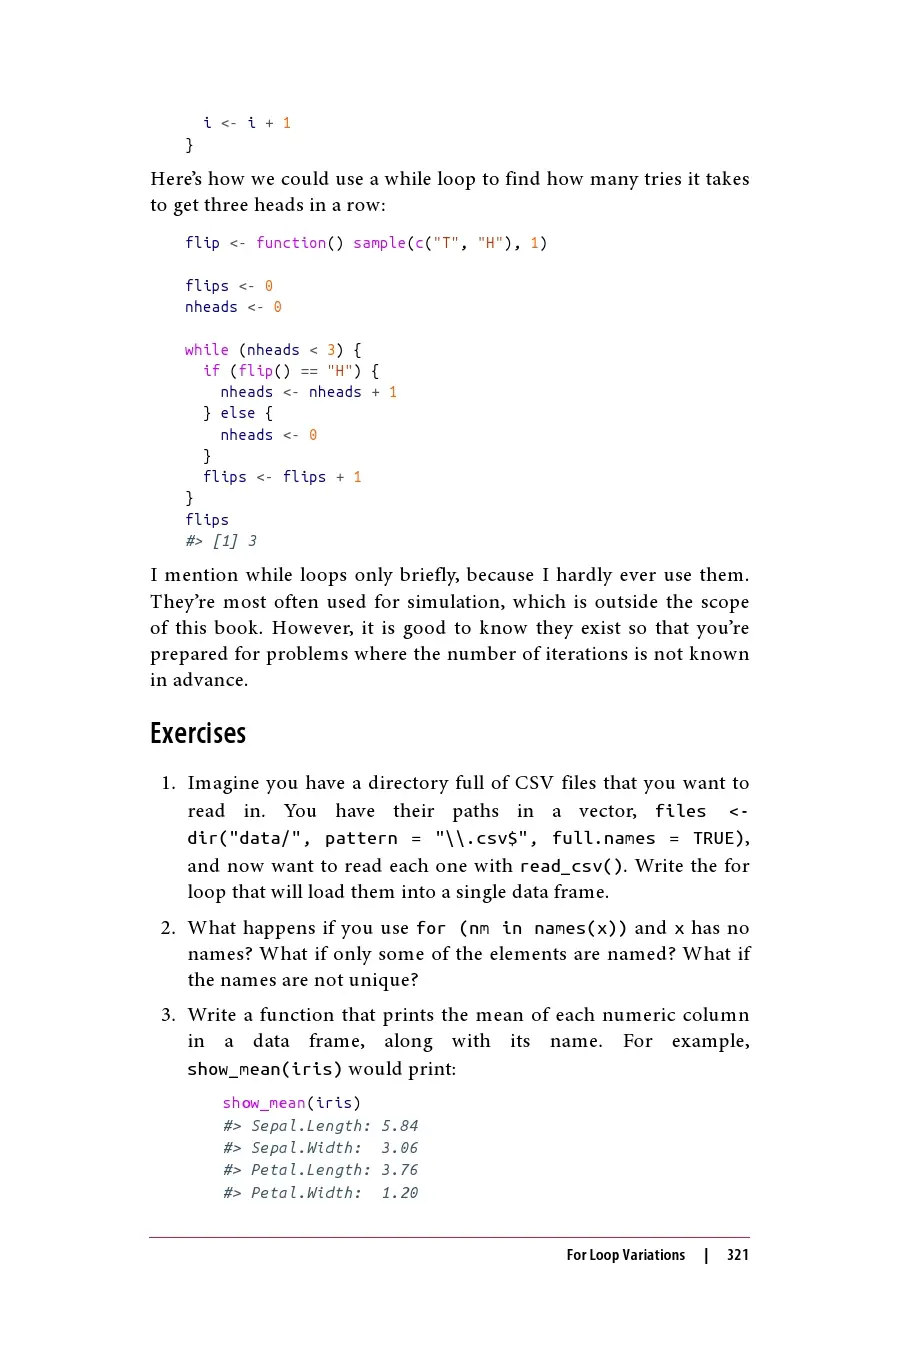 i <- i + 1
}
Here's how we could use a while loop to find how many tries it takes
to get three heads in a row:
flip <- function() sample(c("T", "H"), 1)
flips <- 0
nheads <- 0
while (nheads < 3) {
if (flip() == "H") {
nheads <- nheads + 1
} else {
nheads <- 0
}
flips <- flips + 1
}
flips
#> [1] 3
I mention while loops only briefly, because I hardly ever use them.
They're most often used for simulation, which is outside the scope
of this book. However, it is good to know they exist so that you're
prepared for problems where the number of iterations is not known
in advance.
Exercises
1. Imagine you have a directory full of CSV files that you want to
read in. You have their paths in a vector, files <-
dir("data/", pattern = "\\.csv$", full.names = TRUE),
and now want to read each one with read_csv(). Write the for
loop that will load them into a single data frame.
2. What happens if you use for (nm in names(x)) and x has no
names? What if only some of the elements are named? What if
the names are not unique?
3. Write a function that prints the mean of each numeric column
in a data frame, along with its name. For example,
show_mean(iris) would print:
show_mean(iris)
#> Sepal.Length: 5.84
#> Sepal.Width: 3.06
#> Petal.Length: 3.76
#> Petal.Width: 1.20
For Loop Variations | 321